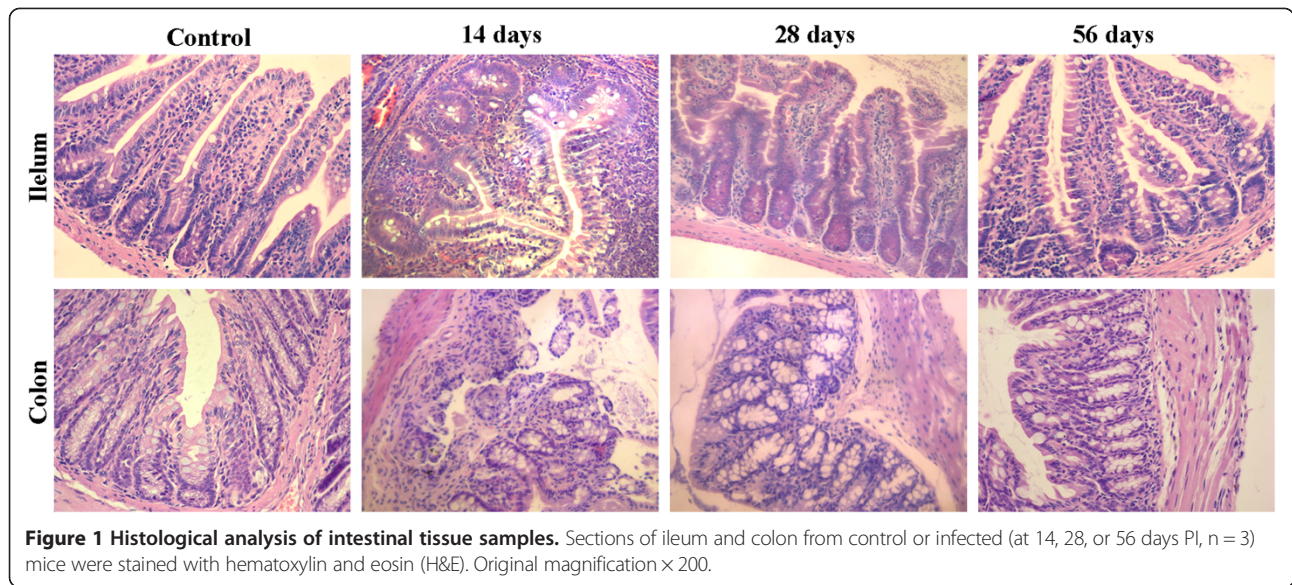 Control
14 days
28 days
56 days
Ileum
Colon
Figure 1 Histological analysis of intestinal tissue samples. Sections of ileum and colon from control or infected (at 14, 28, or 56 days PI, n = 3)
mice were stained with hematoxylin and eosin (H&E). Original magnification × 200.